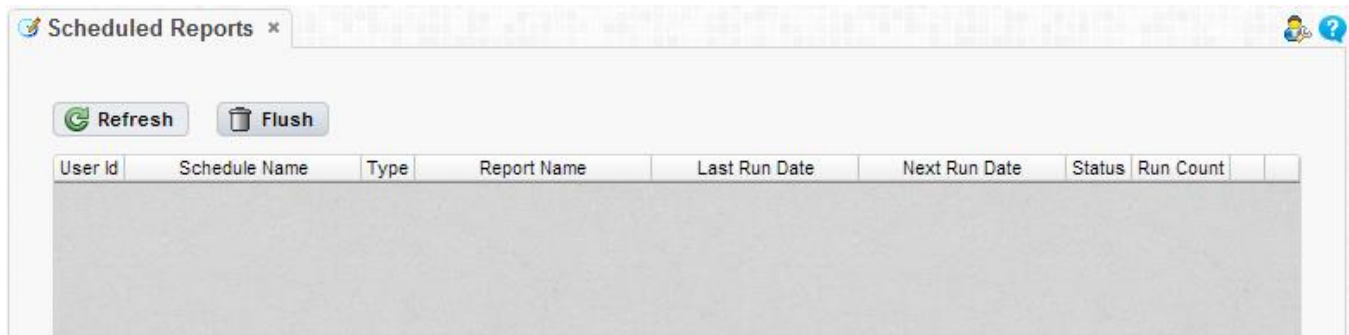 Scheduled Reports ×
Refresh Flush
User Id Schedule Name Type Report Name Last Run Date Next Run Date Status Run Count